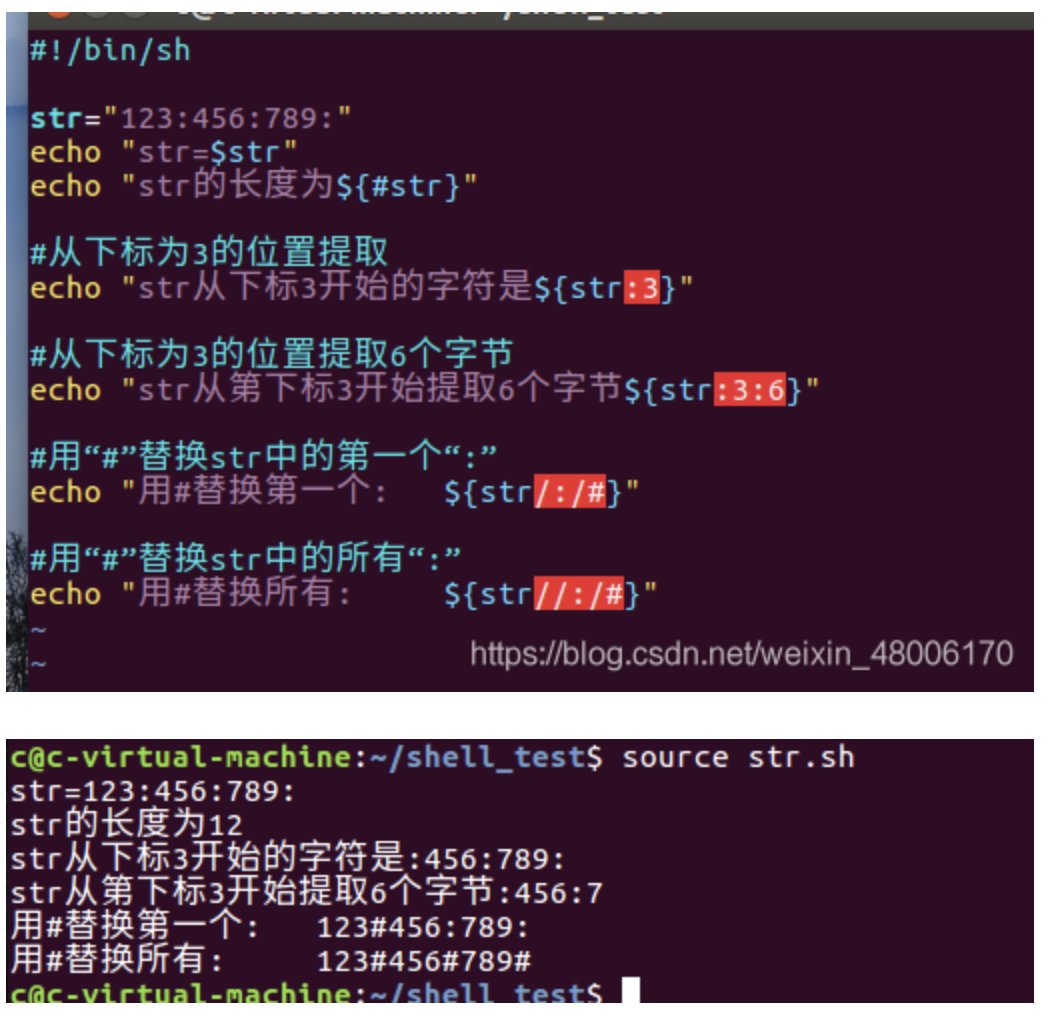 #!/bin/sh
str="123:456:789:"
echo "str=$str"
echo "str的长度为${#str}"
#从下标为3的位置提取
echo "str从下标3开始的字符是${str:3}"
#从下标为3的位置提取6个字节
echo "str从第下标3开始提取6个字节${str:3:6}"
#用“#”替换str中的第一个“:”
echo "用#替换第一个:   ${str/:/#}"
#用“#”替换str中的所有“:”
echo "用#替换所有:     ${str//:/#}"
~
~
https://blog.csdn.net/weixin_48006170
c@c-virtual-machine:~/shell_test$ source str.sh
str=123:456:789:
str的长度为12
str从下标3开始的字符是:456:789:
str从第下标3开始提取6个字节:456:7
用#替换第一个:   123#456:789:
用#替换所有:     123#456#789#
c@c-virtual-machine:~/shell_test$